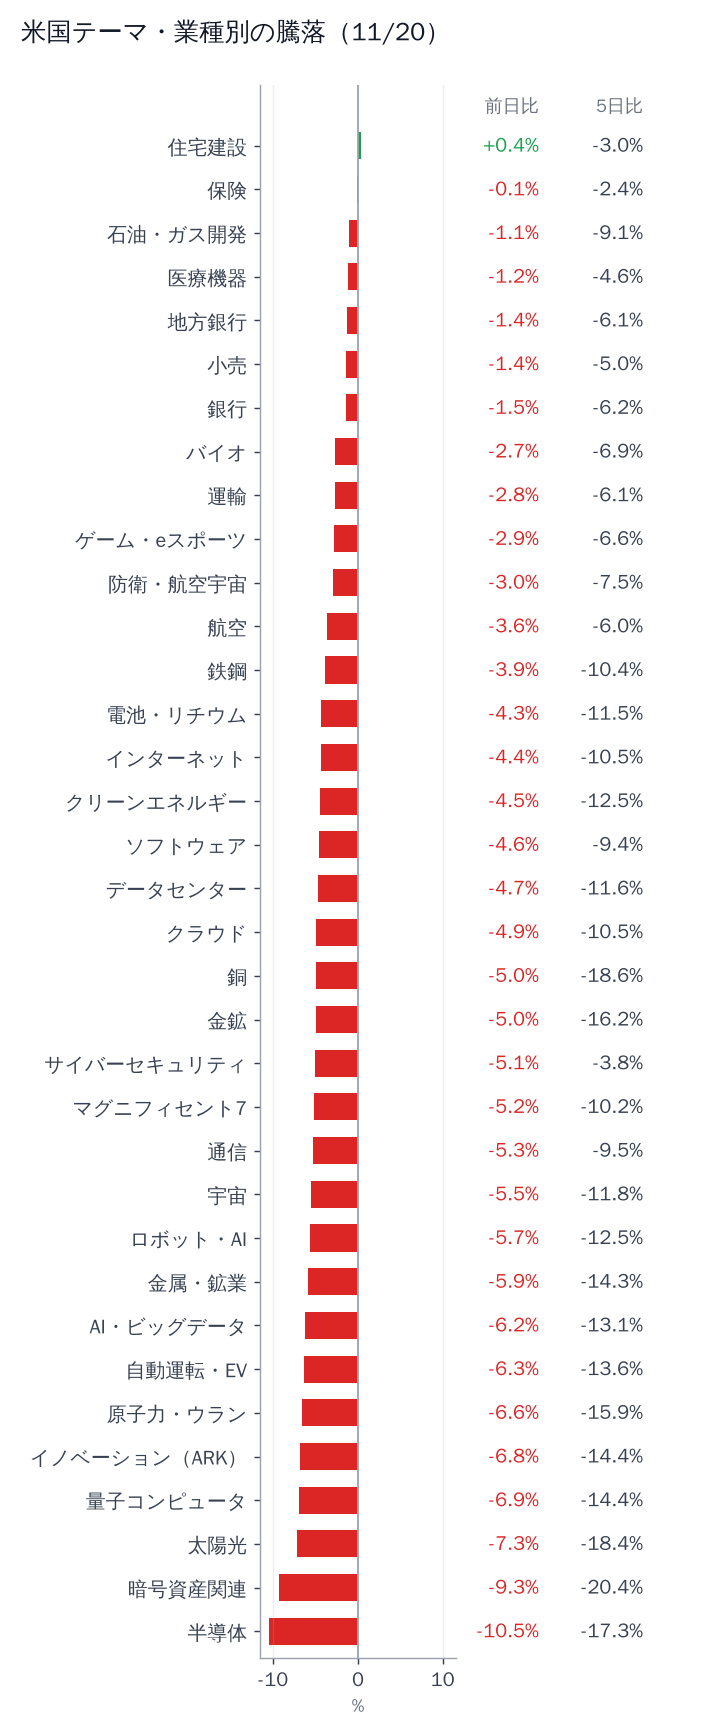 米国テーマ・業種別の騰落（11/20）
前日比 5日比
住宅建設 +0.4% -3.0%
保険 -0.1% -2.4%
石油・ガス開発 -1.1% -9.1%
医療機器 -1.2% -4.6%
地方銀行 -1.4% -6.1%
小売 -1.4% -5.0%
銀行 -1.5% -6.2%
バイオ -2.7% -6.9%
運輸 -2.8% -6.1%
ゲーム・eスポーツ -2.9% -6.6%
防衛・航空宇宙 -3.0% -7.5%
航空 -3.6% -6.0%
鉄鋼 -3.9% -10.4%
電池・リチウム -4.3% -11.5%
インターネット -4.4% -10.5%
クリーンエネルギー -4.5% -12.5%
ソフトウェア -4.6% -9.4%
データセンター -4.7% -11.6%
クラウド -4.9% -10.5%
銅 -5.0% -18.6%
金鉱 -5.0% -16.2%
サイバーセキュリティ -5.1% -3.8%
マグニフィセント7 -5.2% -10.2%
通信 -5.3% -9.5%
宇宙 -5.5% -11.8%
ロボット・AI -5.7% -12.5%
金属・鉱業 -5.9% -14.3%
AI・ビッグデータ -6.2% -13.1%
自動運転・EV -6.3% -13.6%
原子力・ウラン -6.6% -15.9%
イノベーション（ARK） -6.8% -14.4%
量子コンピュータ -6.9% -14.4%
太陽光 -7.3% -18.4%
暗号資産関連 -9.3% -20.4%
半導体 -10.5% -17.3%
-10 0 10
%